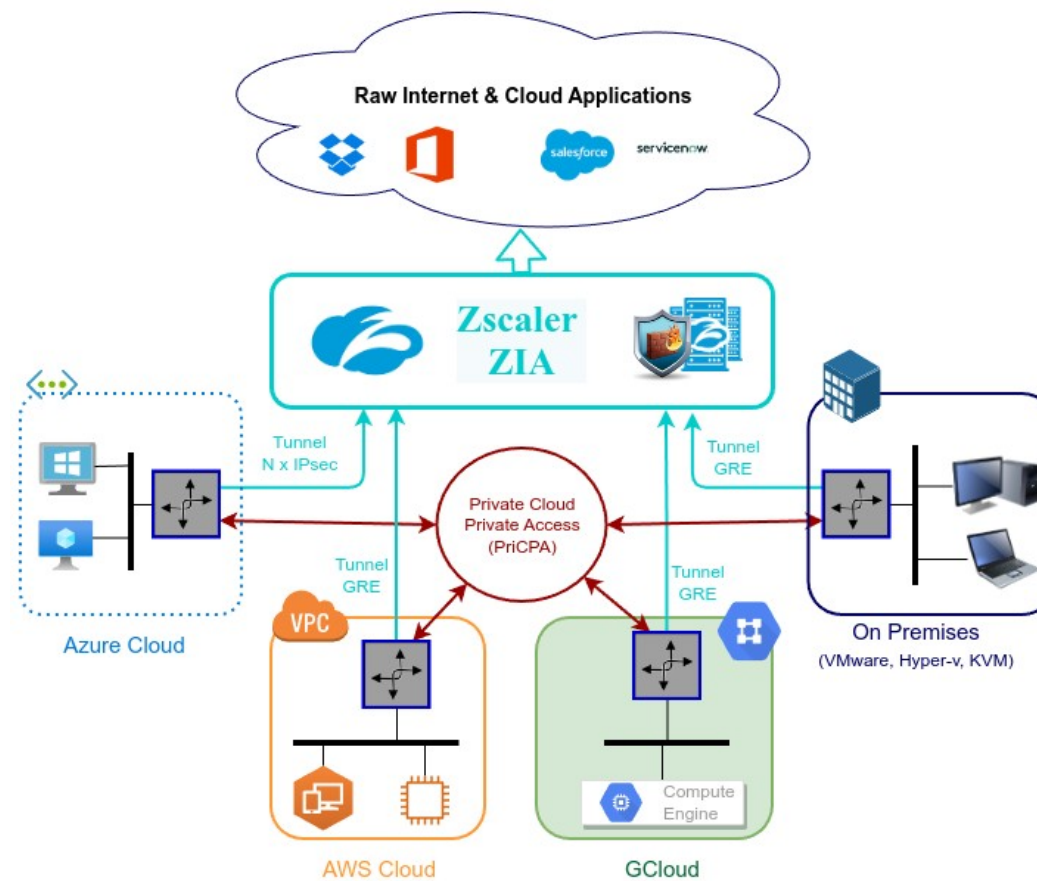 Raw Internet & Cloud Applications
salesforce
servicenow
Zscaler
ZIA
Tunnel
N x IPsec
Tunnel
GRE
Private Cloud
Private Access
(PriCPA)
Tunnel
GRE
Tunnel
GRE
Azure Cloud
VPC
On Premises
(VMware, Hyper-v, KVM)
Compute
Engine
AWS Cloud
GCloud